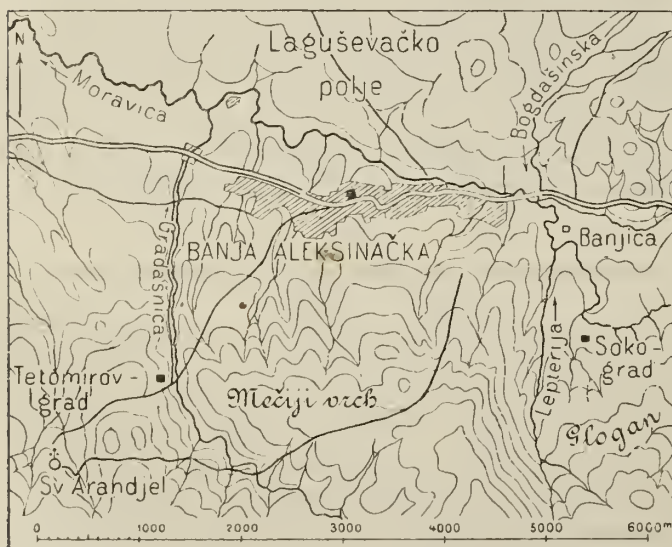 Laguševačko
polje
N
Moravica
Bogdašinska
BANJA ALEKSINAČKA
Banjica
Gradašnica
Tetomirov-
grad
Mečiji vrch
Lepterija
Soko-
grad
Glogan
Sv Arandjel
0 1000 2000 3000 4000 5000 6000 m